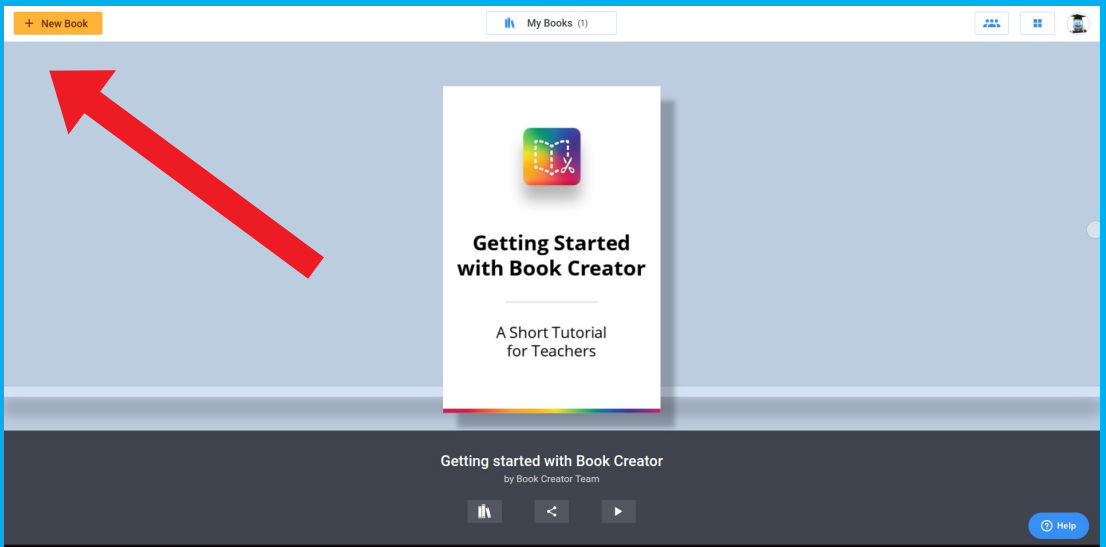 + New Book
My Books (1)
Getting Started
with Book Creator
A Short Tutorial
for Teachers
Getting started with Book Creator
by Book Creator Team
? Help